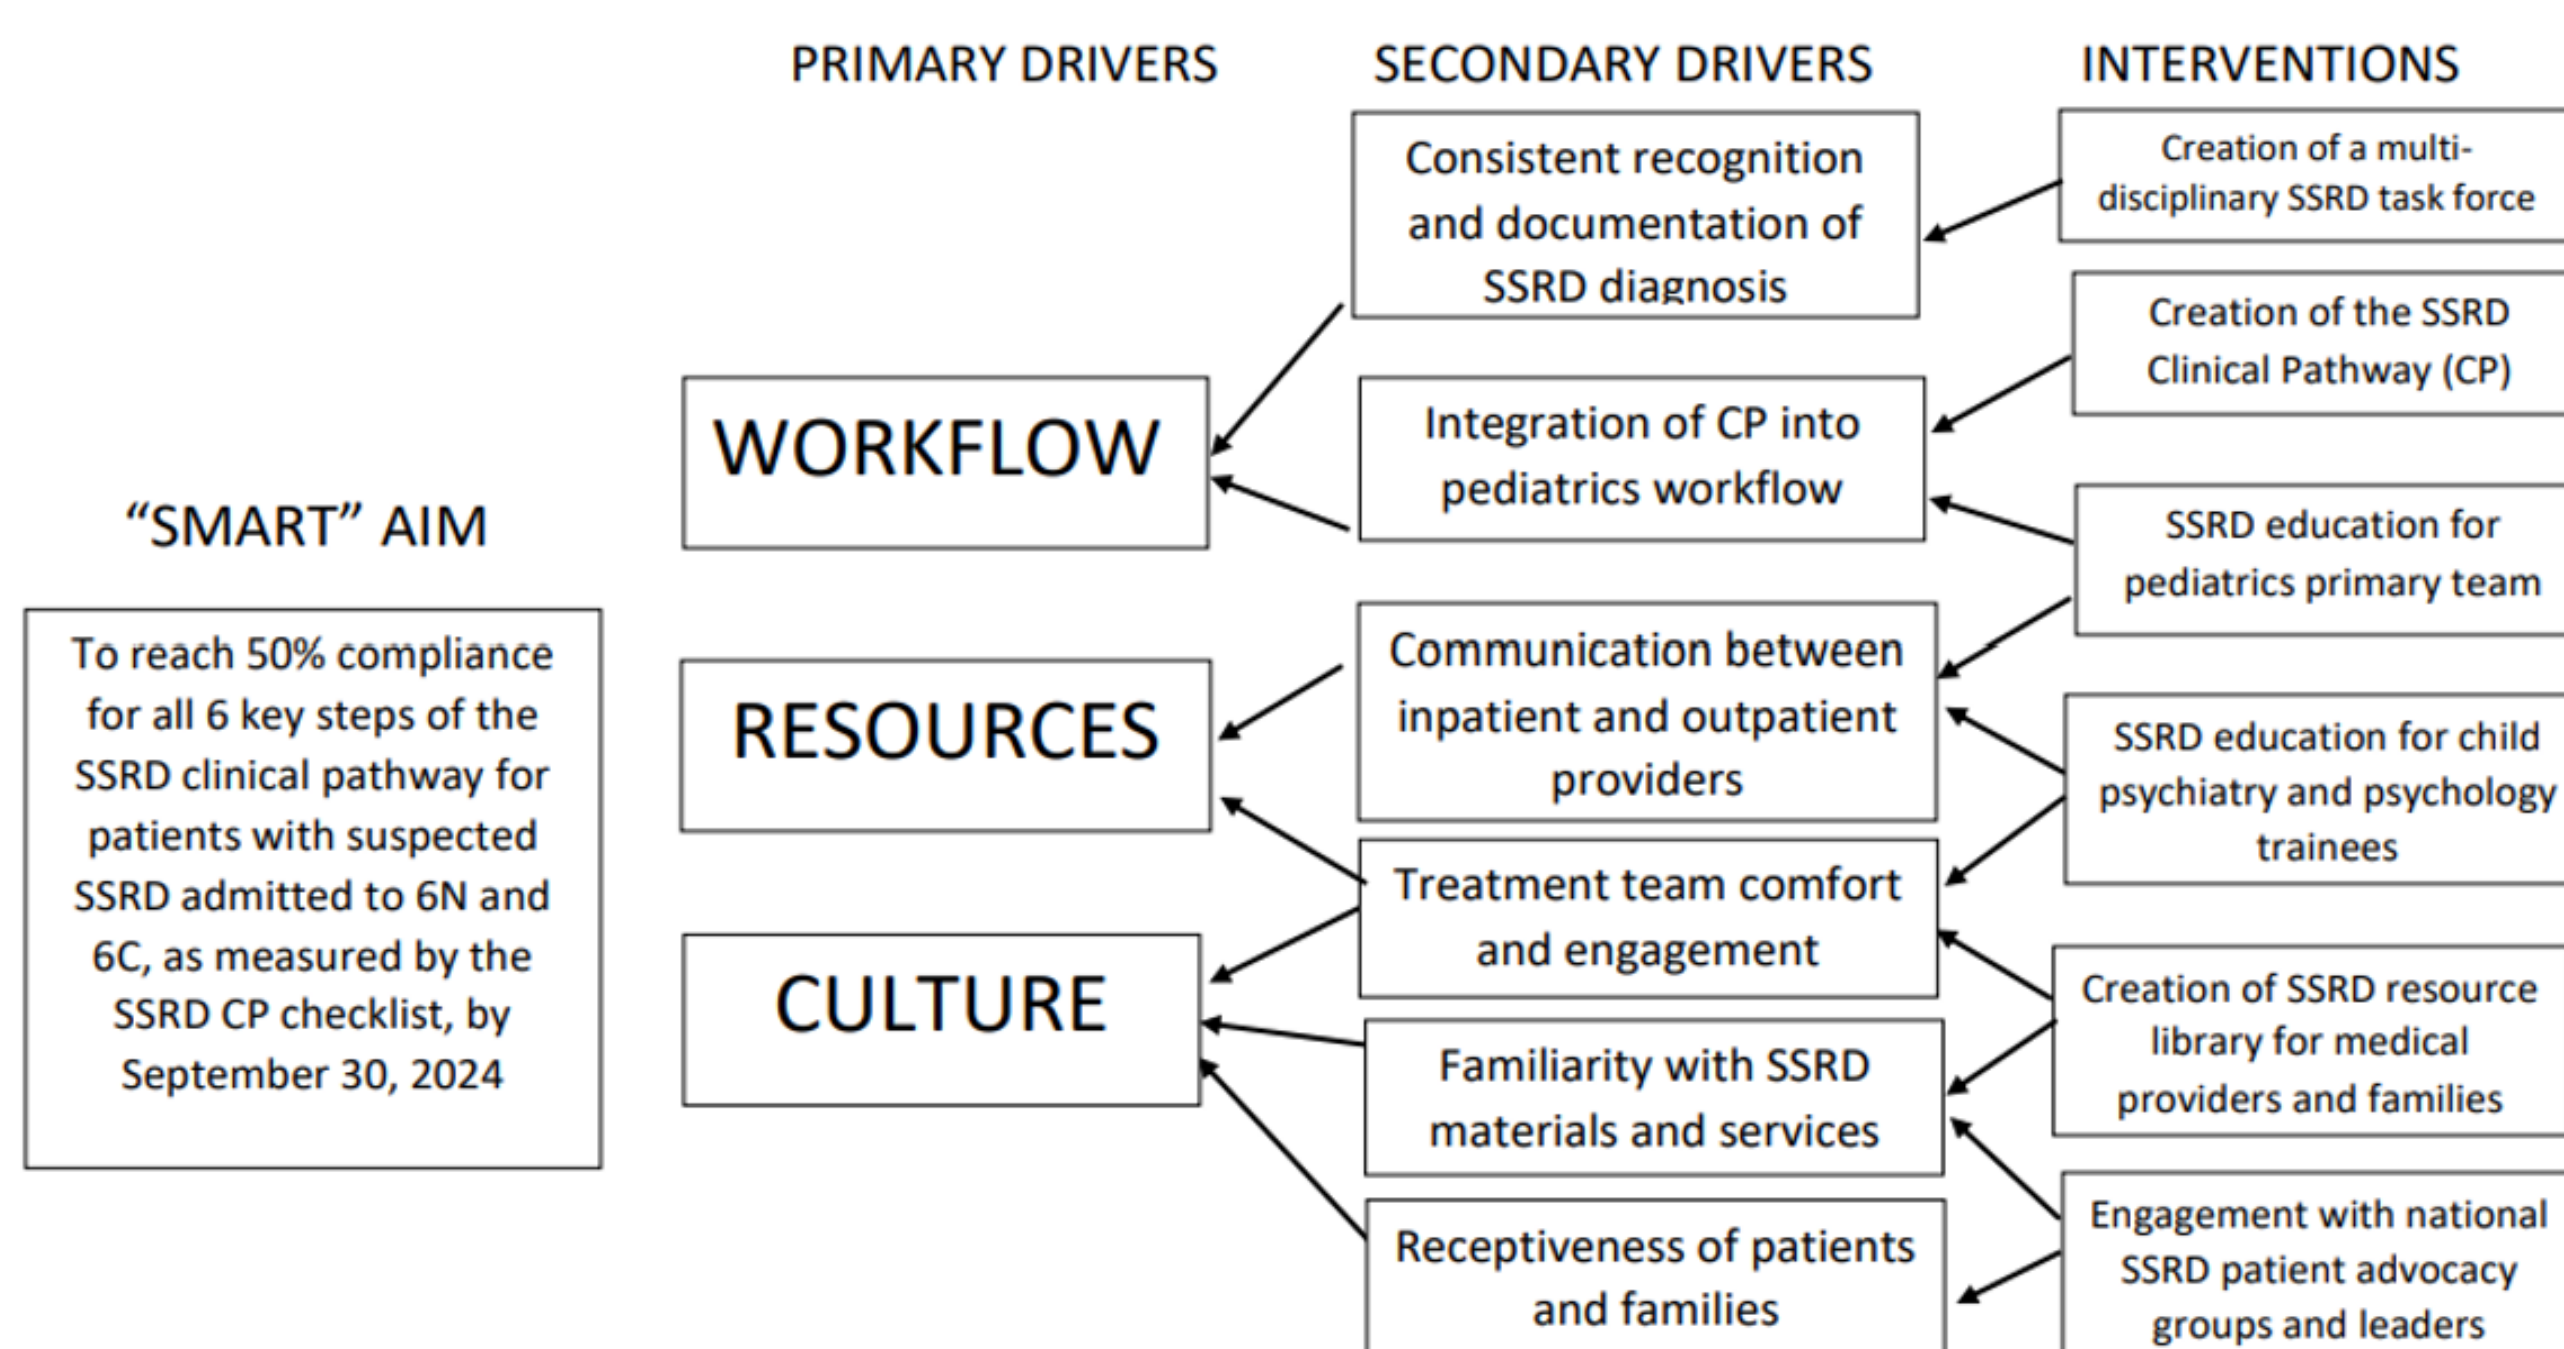 PRIMARY DRIVERS
SECONDARY DRIVERS
INTERVENTIONS
“SMART” AIM
To reach 50% compliance
for all 6 key steps of the
SSRD clinical pathway for
patients with suspected
SSRD admitted to 6N and
6C, as measured by the
SSRD CP checklist, by
September 30, 2024
WORKFLOW
RESOURCES
CULTURE
Consistent recognition
and documentation of
SSRD diagnosis
Integration of CP into
pediatrics workflow
Communication between
inpatient and outpatient
providers
Treatment team comfort
and engagement
Familiarity with SSRD
materials and services
Receptiveness of patients
and families
Creation of a multi-
disciplinary SSRD task force
Creation of the SSRD
Clinical Pathway (CP)
SSRD education for
pediatrics primary team
SSRD education for child
psychiatry and psychology
trainees
Creation of SSRD resource
library for medical
providers and families
Engagement with national
SSRD patient advocacy
groups and leaders